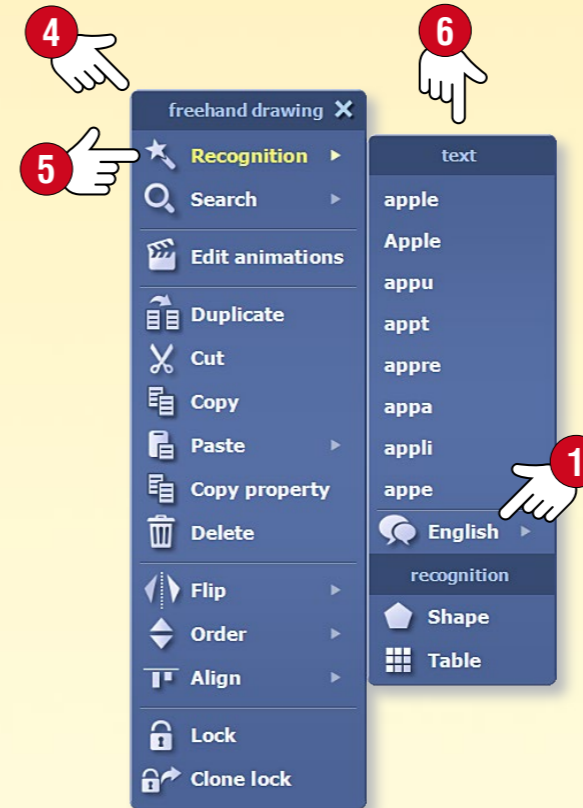 4
6
freehand drawing
5
Recognition
Search
Edit animations
Duplicate
Cut
Copy
Paste
Copy property
Delete
Flip
Order
Align
Lock
Clone lock
text
apple
Apple
appu
appt
appre
appa
appli
appe
1
English
recognition
Shape
Table